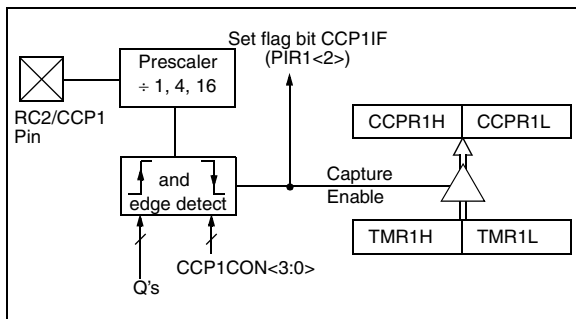 Set flag bit CCP1IF
(PIR1<2>)
Prescaler
÷ 1, 4, 16
RC2/CCP1
Pin
CCPR1H
CCPR1L
and
edge detect
Capture
Enable
TMR1H
TMR1L
CCP1CON<3:0>
Q's